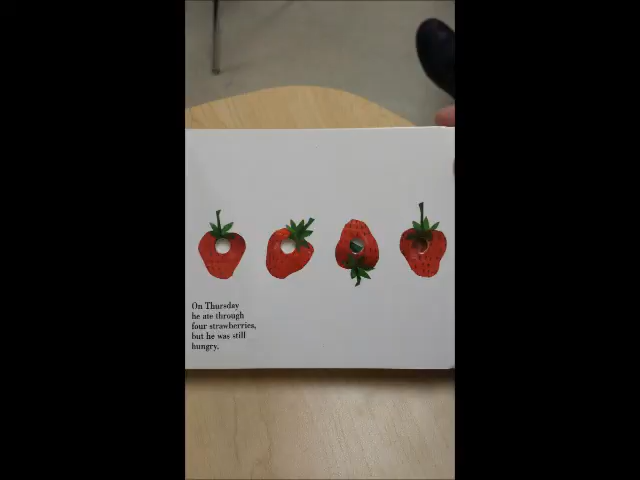 On Thursday
he ate through
four strawberries,
but he was still
hungry.